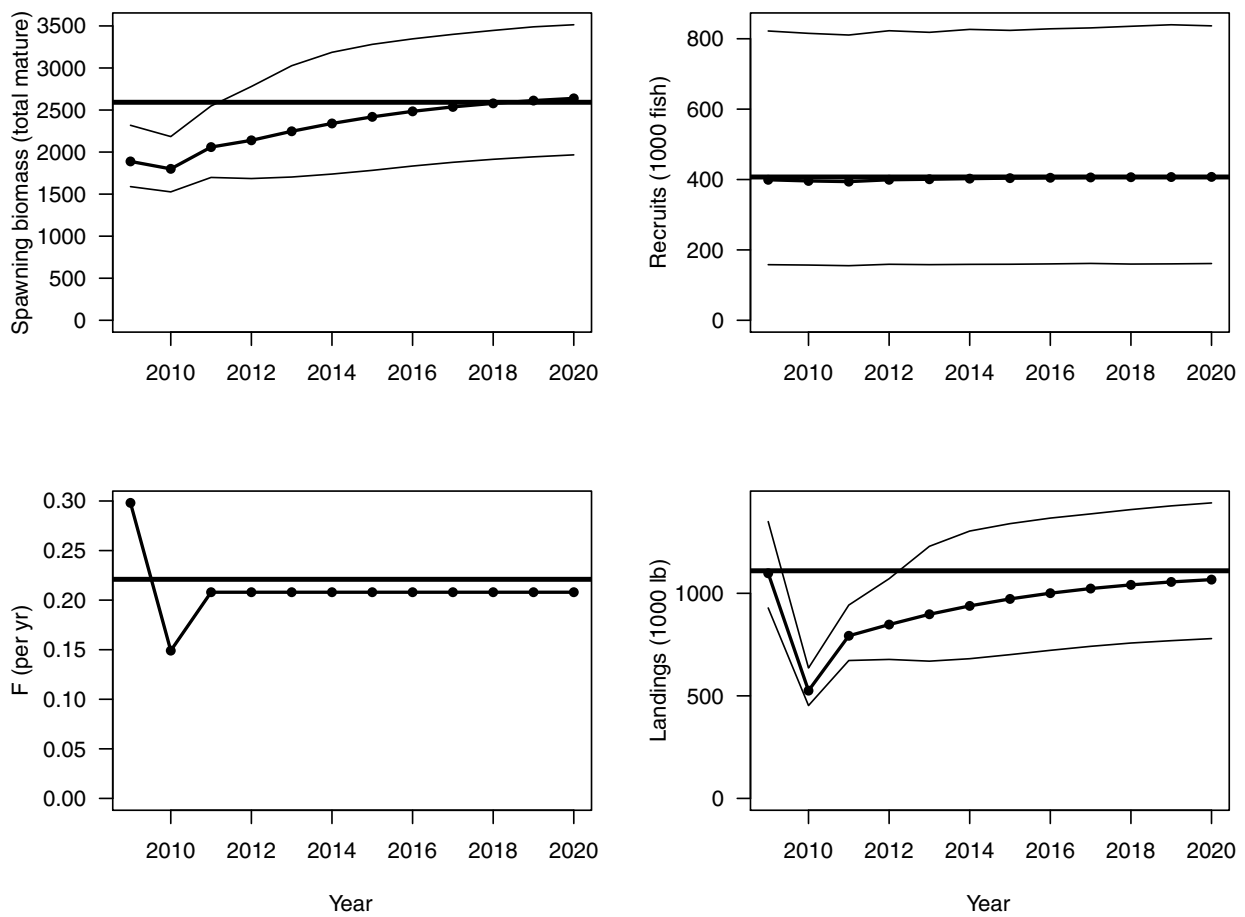 Spawning biomass (total mature)
3500
3000
2500
2000
1500
1000
500
0
2010 2012 2014 2016 2018 2020
Recruits (1000 fish)
800
600
400
200
0
2010 2012 2014 2016 2018 2020
F (per yr)
0.30
0.25
0.20
0.15
0.10
0.05
0.00
2010 2012 2014 2016 2018 2020
Year
Landings (1000 lb)
1000
500
0
2010 2012 2014 2016 2018 2020
Year